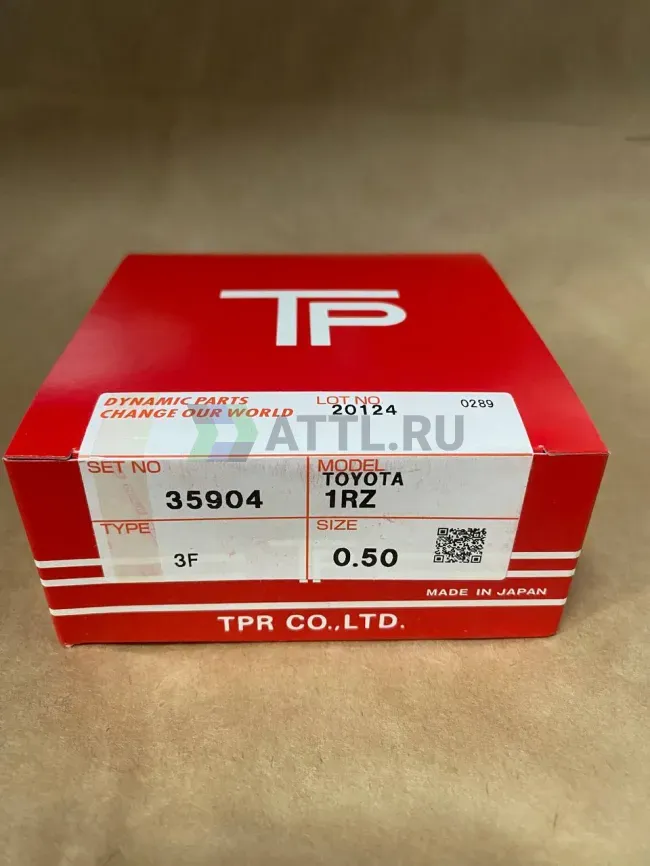 TP
DYNAMIC PARTS
CHANGE OUR WORLD
LOT NO
20124
0289
ATTL.RU
SET NO
35904
MODEL
TOYOTA
1RZ
TYPE
3F
SIZE
0.50
MADE IN JAPAN
TPR CO.,LTD.